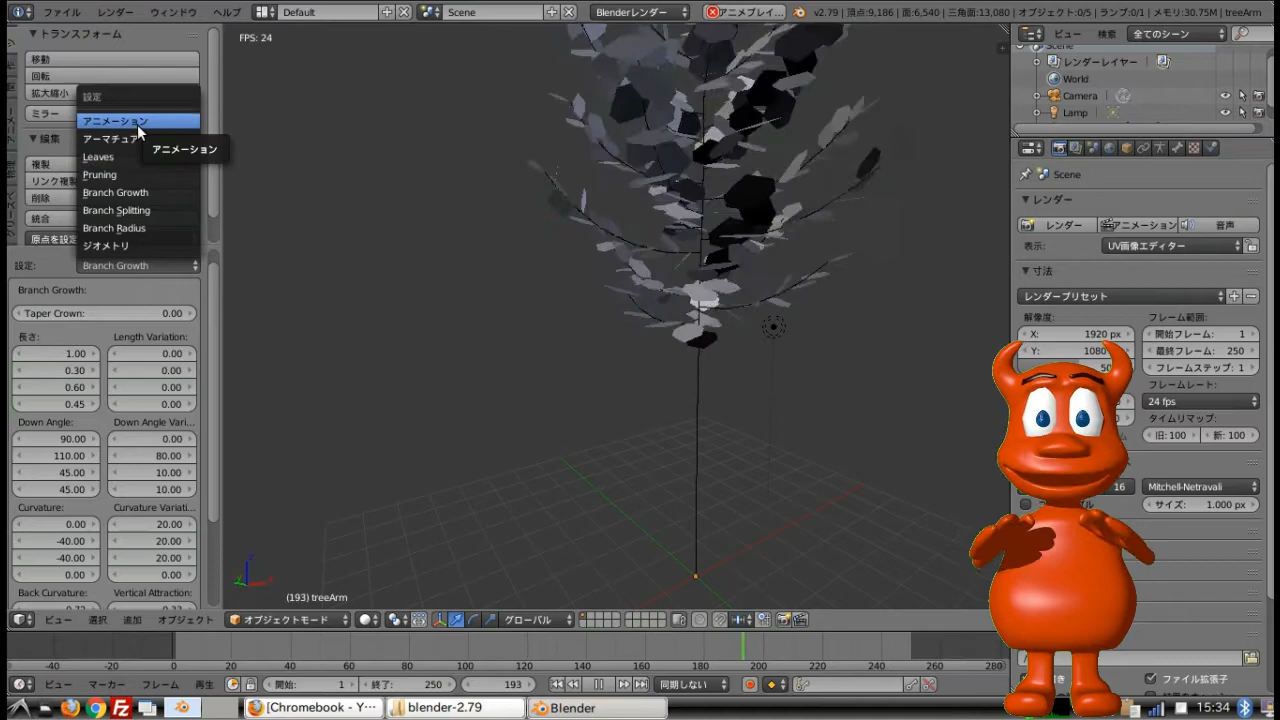 ファイル レンダー ウィンドウ ヘルプ Default Scene Blenderレンダー アニメプレイ... v2.79 | 頂点:9,186 | 面:6,540 | 三角面:13,080 | オブジェクト:0/5 | ランプ:0/1 | メモリ:30.75M | treeArm
トランスフォーム
移動
回転
拡大縮小
ミラー
編集
複製
リンク複製
削除
統合
原点を設定
設定
アニメーション
アーマチュア
Leaves
Pruning
Branch Growth
Branch Splitting
Branch Radius
ジオメトリ
アニメーション
設定: Branch Growth
Branch Growth:
Taper Crown: 0.00
長さ: Length Variation:
1.00 0.00
0.30 0.00
0.60 0.00
0.45 0.00
Down Angle: Down Angle Vari...
90.00 0.00
110.00 80.00
45.00 10.00
45.00 10.00
Curvature: Curvature Variati...
0.00 20.00
-40.00 20.00
-40.00 20.00
0.00 0.00
Back Curvature: Vertical Attraction:
FPS: 24
(193) treeArm
ビュー 選択 追加 オブジェクト オブジェクトモード グローバル
-40 -20 0 20 40 60 80 100 120 140 160 180 200 220 240 260 280
ビュー マーカー フレーム 再生 開始: 1 終了: 250 193 同期しない
ビュー 検索 全てのシーン
Scene
レンダーレイヤー
World
Camera
Lamp
Scene
レンダー
レンダー アニメーション 音声
表示: UV画像エディター
寸法
レンダープリセット
解像度: フレーム範囲:
X: 1920 px 開始フレーム: 1
Y: 1080 最終フレーム: 250
50 フレームステップ: 1
フレームレート:
24 fps
タイムリマップ:
旧: 100 新: 100
16 Mitchell-Netravali
サイズ: 1.000 px
ファイル拡張子
[Chromebook - Y... blender-2.79 Blender 15:34